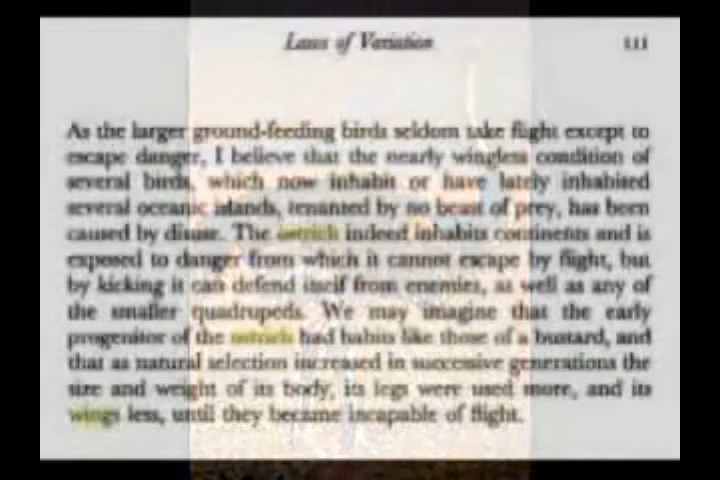 Laws of Variation 111
As the larger ground-feeding birds seldom take flight except to
escape danger, I believe that the nearly wingless condition of
several birds, which now inhabit or have lately inhabited
several oceanic islands, tenanted by no beast of prey, has been
caused by disuse. The ostrich indeed inhabits continents and is
exposed to danger from which it cannot escape by flight, but
by kicking it can defend itself from enemies, as well as any of
the smaller quadrupeds. We may imagine that the early
progenitor of the ostrich had habits like those of a bustard, and
that as natural selection increased in successive generations the
size and weight of its body, its legs were used more, and its
wings less, until they became incapable of flight.